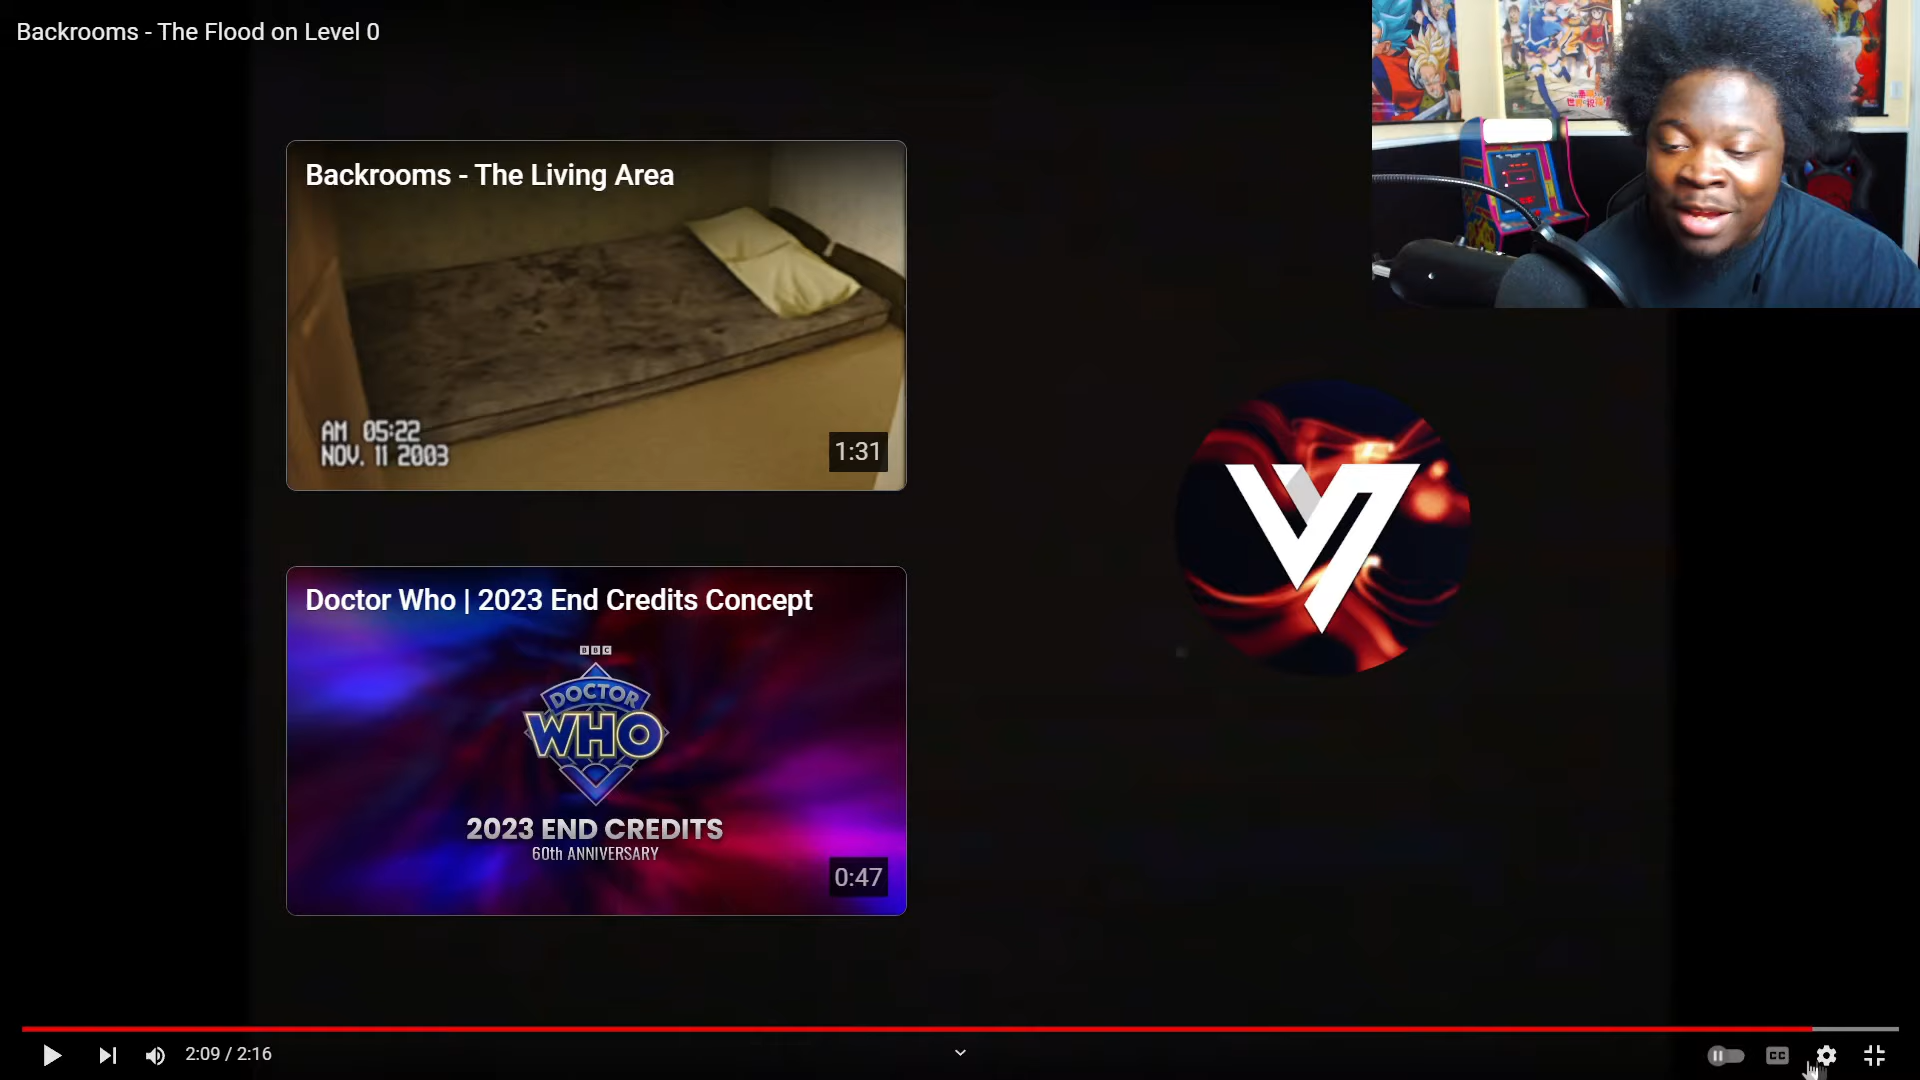 Backrooms - The Flood on Level 0
Backrooms - The Living Area
AM 05:22
NOV. 11 2003
1:31
Doctor Who | 2023 End Credits Concept
BBC
DOCTOR
WHO
2023 END CREDITS
60th ANNIVERSARY
0:47
2:09 / 2:16
CC